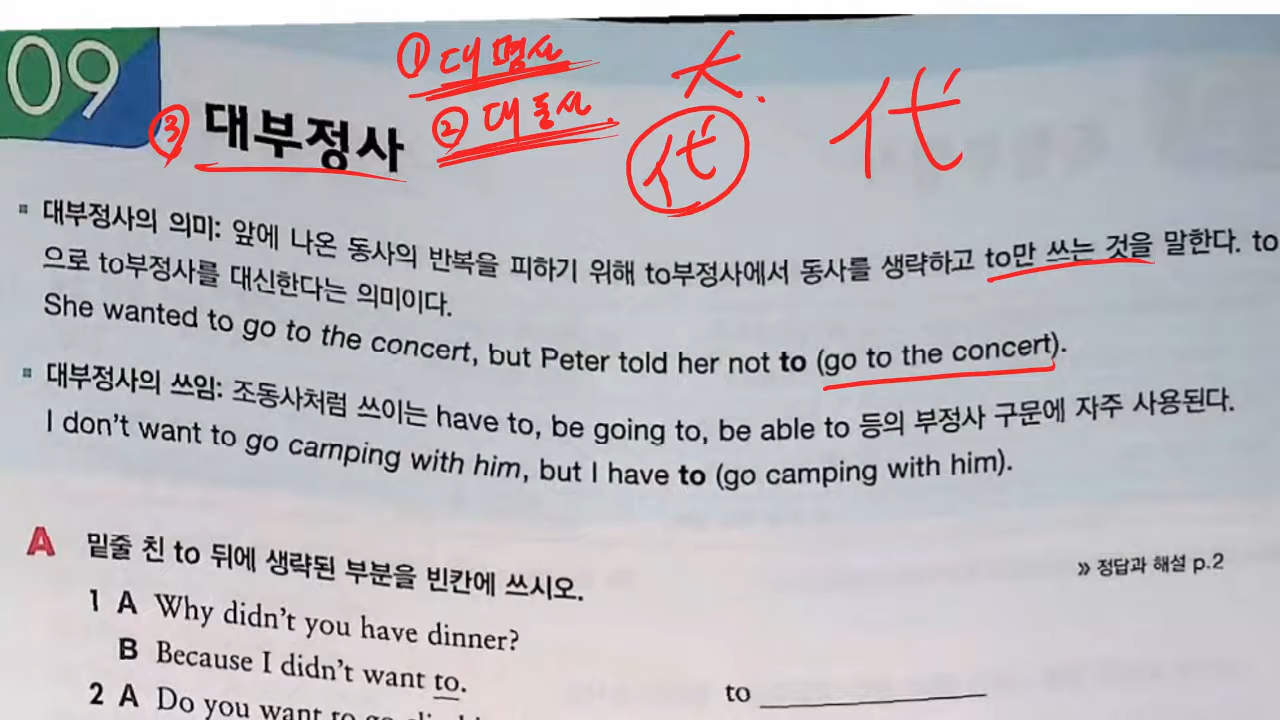 09
① 대명사
② 대동사
③ 대부정사
大.
代
代
대부정사의 의미: 앞에 나온 동사의 반복을 피하기 위해 to부정사에서 동사를 생략하고 to만 쓰는 것을 말한다. to
으로 to부정사를 대신한다는 의미이다.
She wanted to go to the concert, but Peter told her not to (go to the concert).
대부정사의 쓰임: 조동사처럼 쓰이는 have to, be going to, be able to 등의 부정사 구문에 자주 사용된다.
I don't want to go camping with him, but I have to (go camping with him).
A 밑줄 친 to 뒤에 생략된 부분을 빈칸에 쓰시오.
» 정답과 해설 p.2
1 A Why didn't you have dinner?
B Because I didn't want to.
to
2 A Do you want to go